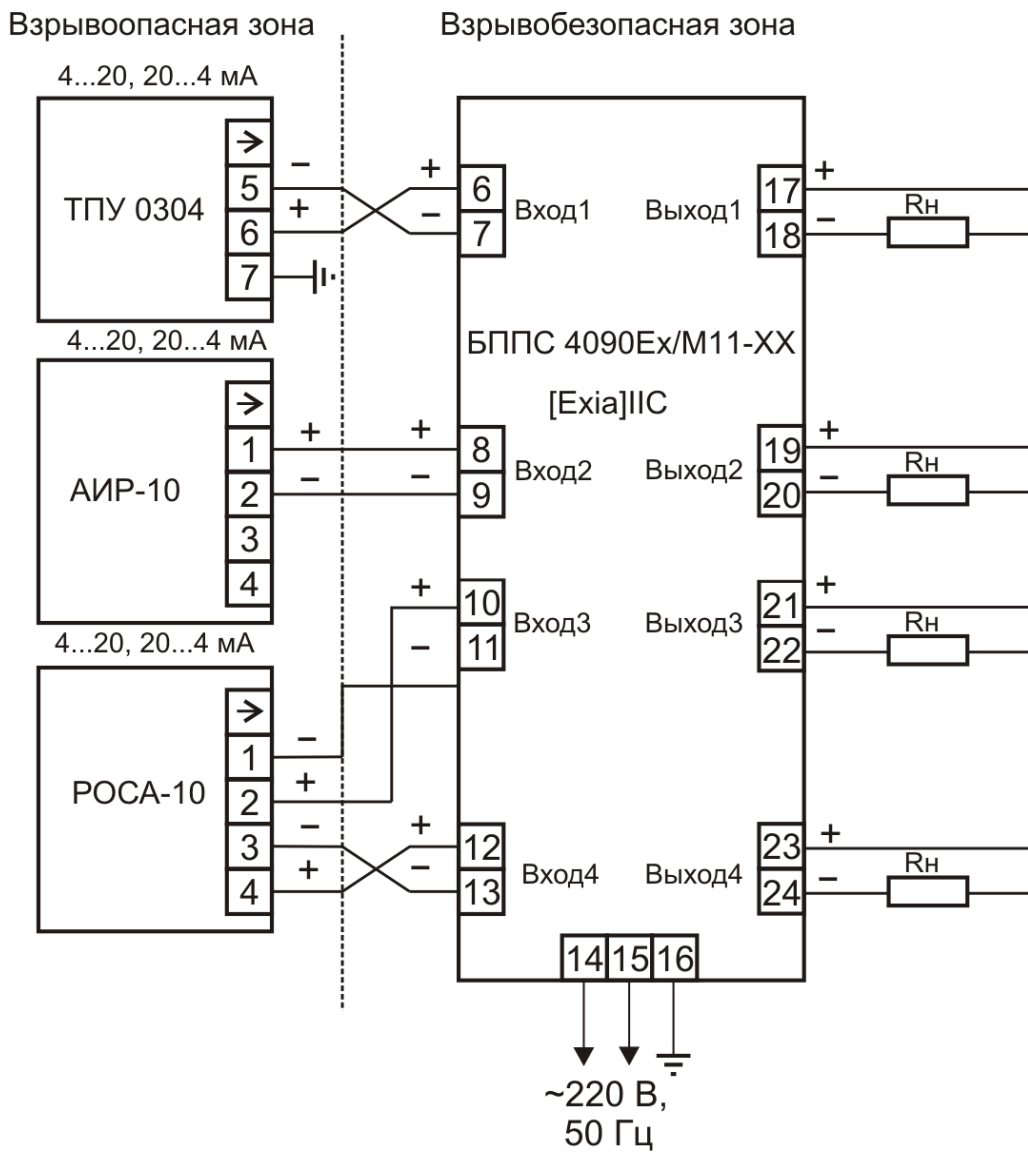 Взрывоопасная зона
Взрывобезопасная зона
4...20, 20...4 мА
ТПУ 0304
5
6
7
−
+
+
−
6
7
Вход1
Выход1
17
18
+
−
Rн
4...20, 20...4 мА
БППС 4090Ex/М11-ХХ
[Exia]IIC
АИР-10
1
2
3
4
+
−
+
−
8
9
Вход2
Выход2
19
20
+
−
Rн
+
−
10
11
Вход3
Выход3
21
22
+
−
Rн
4...20, 20...4 мА
РОСА-10
1
2
3
4
−
+
−
+
+
−
12
13
Вход4
Выход4
23
24
+
−
Rн
14 15 16
~220 В,
50 Гц